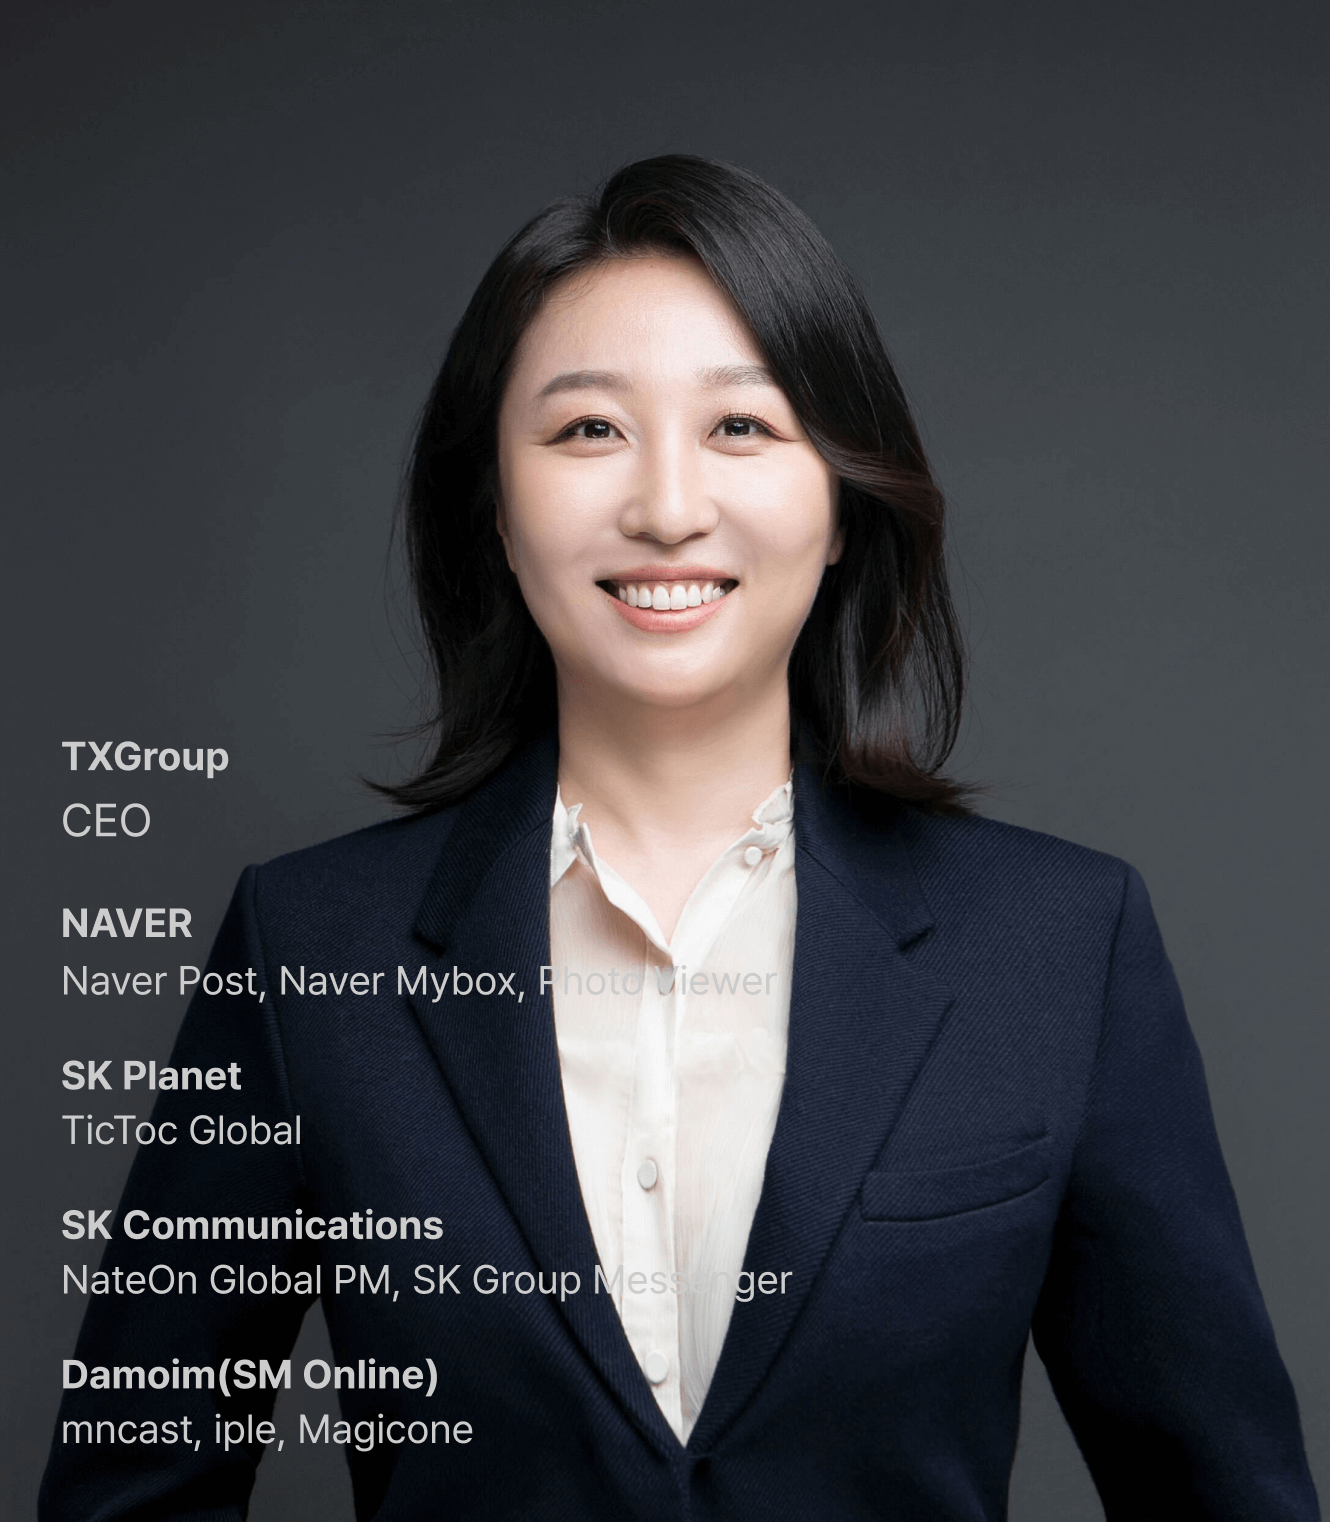 TXGroup
CEO
NAVER
Naver Post, Naver Mybox, Photo Viewer
SK Planet
TicToc Global
SK Communications
NateOn Global PM, SK Group Messenger
Damoim(SM Online)
mncast, iple, Magicone